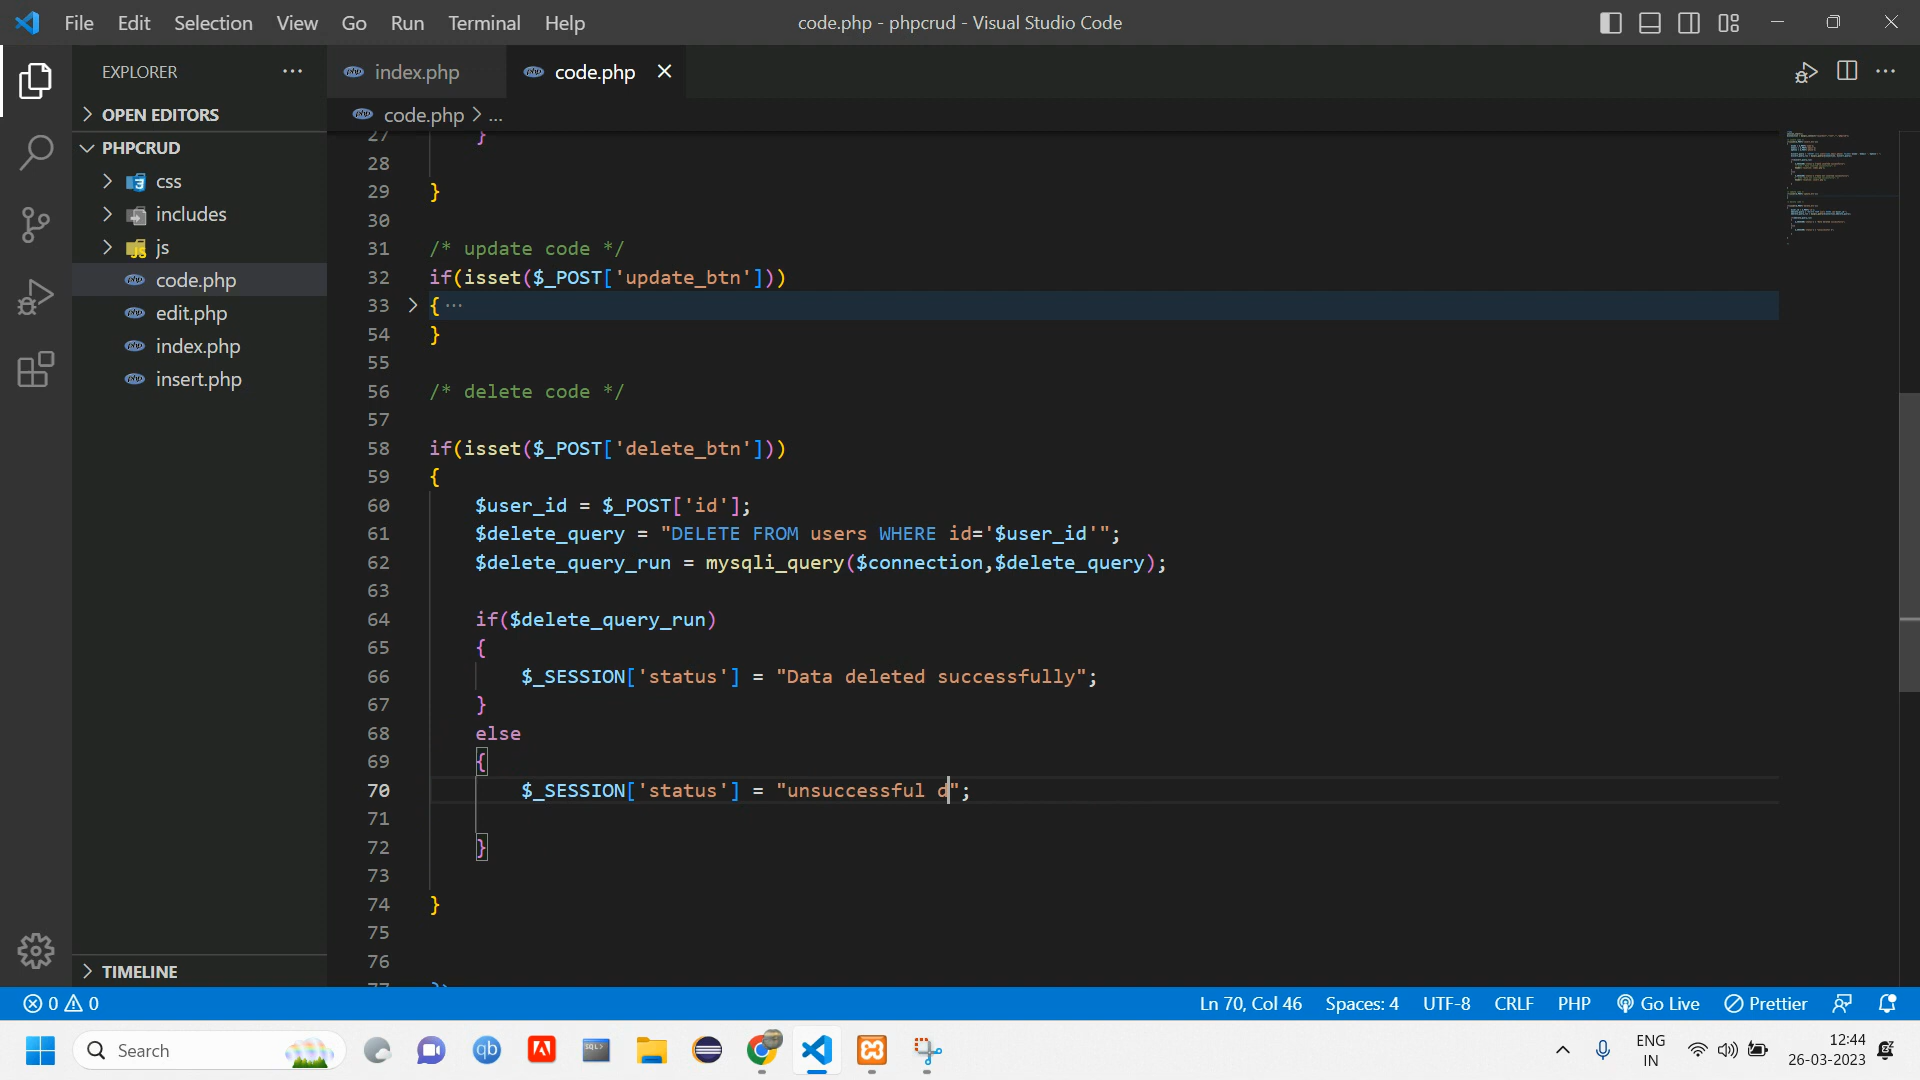 File Edit Selection View Go Run Terminal Help
code.php - phpcrud - Visual Studio Code
EXPLORER
OPEN EDITORS
PHPCRUD
css
includes
js
code.php
edit.php
index.php
insert.php
TIMELINE
index.php code.php
code.php > ...
27 }
28
29 }
30
31 /* update code */
32 if(isset($_POST['update_btn']))
33 { ...
54 }
55
56 /* delete code */
57
58 if(isset($_POST['delete_btn']))
59 {
60 $user_id = $_POST['id'];
61 $delete_query = "DELETE FROM users WHERE id='$user_id'";
62 $delete_query_run = mysqli_query($connection,$delete_query);
63
64 if($delete_query_run)
65 {
66 $_SESSION['status'] = "Data deleted successfully";
67 }
68 else
69 {
70 $_SESSION['status'] = "unsuccessful d";
71
72 }
73
74 }
75
76
0 0
Ln 70, Col 46 Spaces: 4 UTF-8 CRLF PHP Go Live Prettier
Search
qb
SQL>
ENG
IN
12:44
26-03-2023